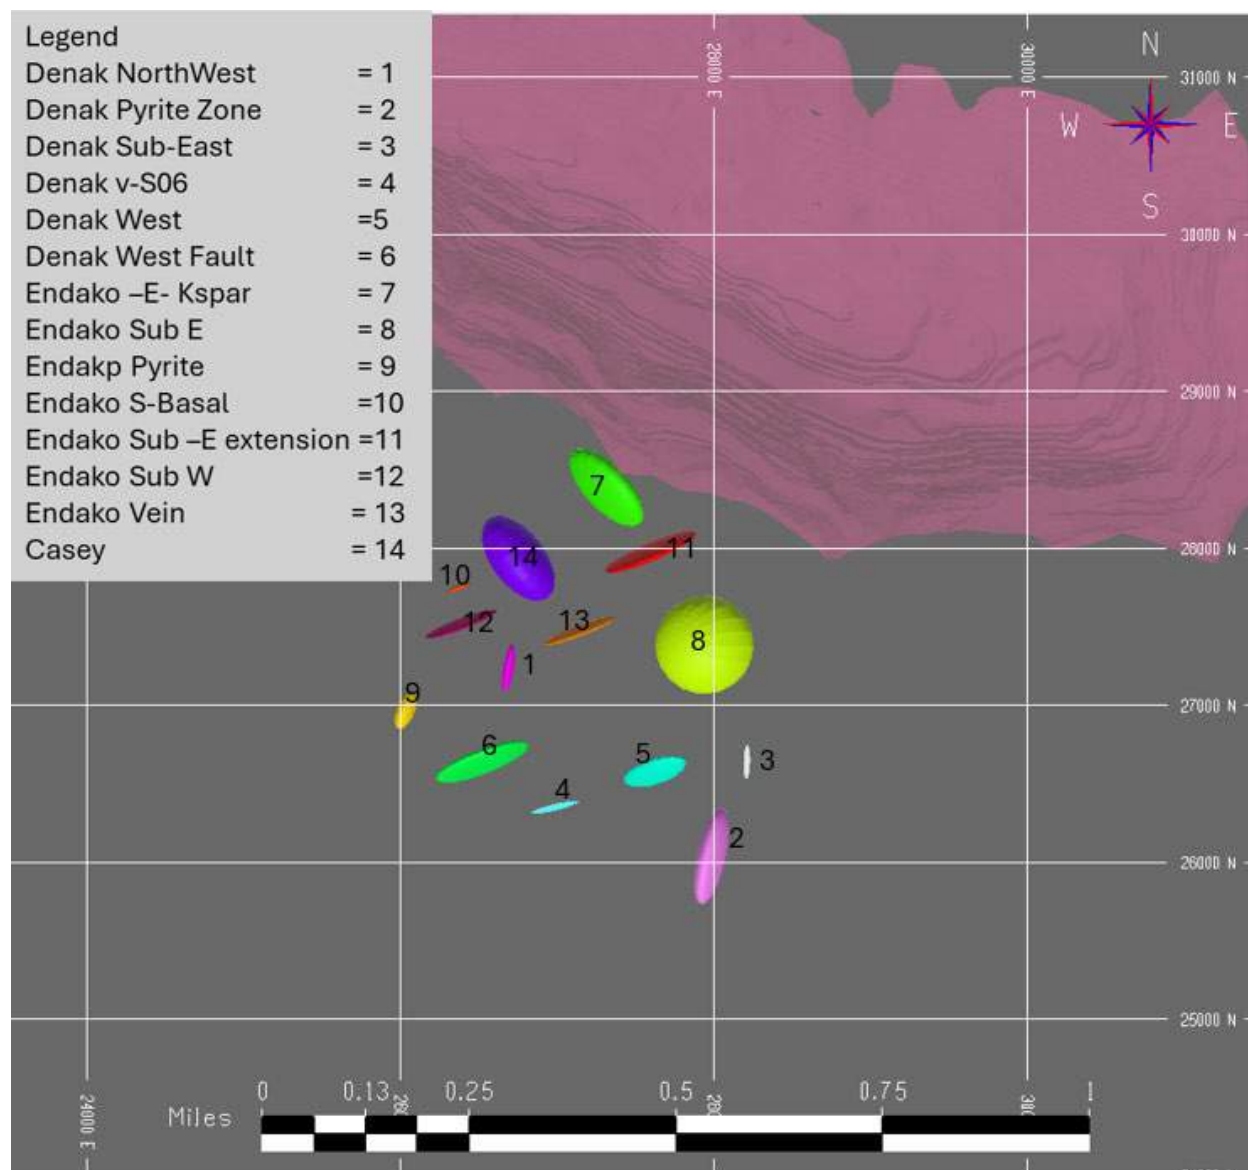 Legend
Denak NorthWest = 1
Denak Pyrite Zone = 2
Denak Sub-East = 3
Denak v-S06 = 4
Denak West =5
Denak West Fault = 6
Endako –E- Kspar = 7
Endako Sub E = 8
Endakp Pyrite = 9
Endako S-Basal =10
Endako Sub –E extension =11
Endako Sub W =12
Endako Vein = 13
Casey = 14
28000 E
30000 E
N
31000 N
W
E
S
30000 N
29000 N
7
28000 N
14
11
10
12
13
8
1
9
27000 N
6
5
3
4
2
26000 N
25000 N
0 0.13 0.25 0.5 0.75 1
Miles
24000 E